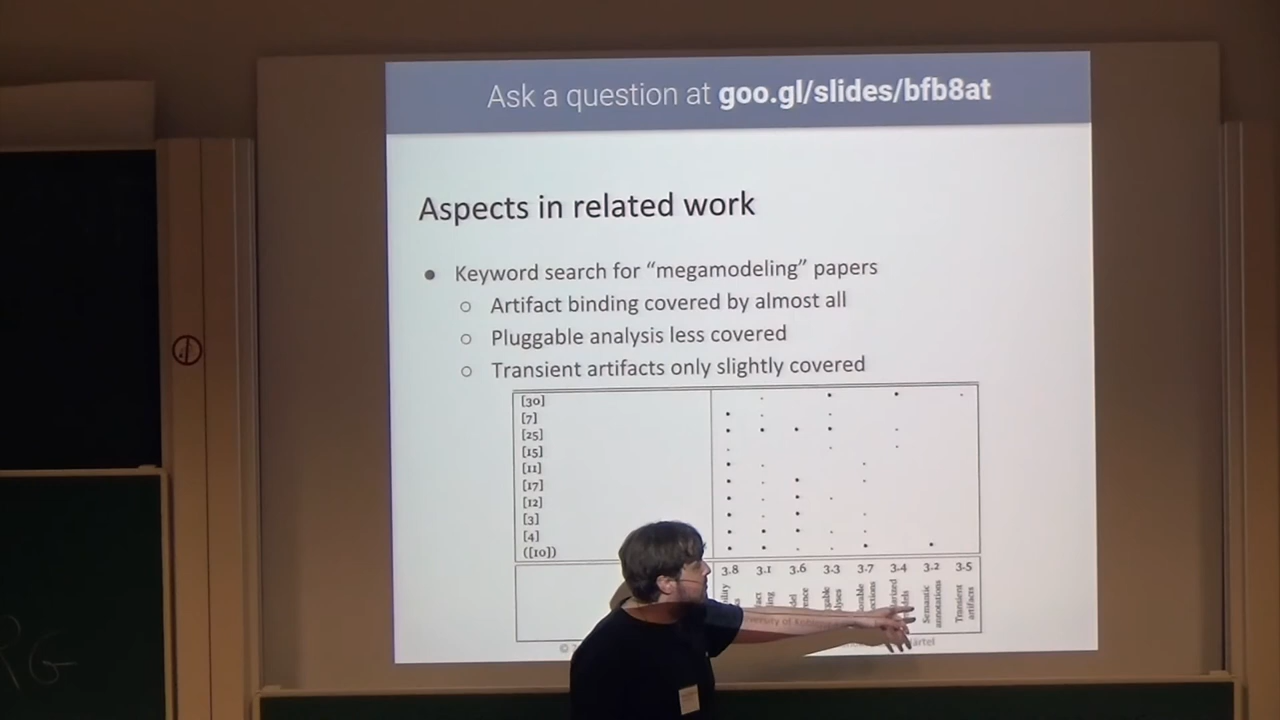 Ask a question at goo.gl/slides/bfb8at
Aspects in related work
● Keyword search for “megamodeling” papers
○ Artifact binding covered by almost all
○ Pluggable analysis less covered
○ Transient artifacts only slightly covered
[30]
[7]
[25]
[15]
[11]
[17]
[12]
[3]
[4]
([10])
3.8 3.1 3.6 3.3 3.7 3.4 3.2 3.5
Semantic
annotations
Transient
artifacts
©
RG